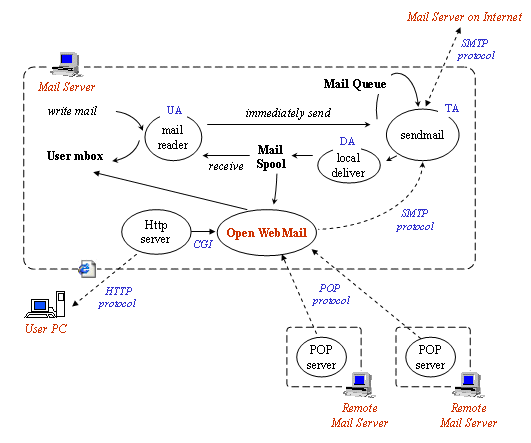 Mail Server on Internet
SMTP
protocol
Mail Server
Mail Queue
write mail
UA
immediately send
TA
mail
reader
sendmail
DA
User mbox
Mail
Spool
receive
local
deliver
Http
server
CGI
Open WebMail
SMTP
protocol
HTTP
protocol
POP
protocol
User PC
POP
server
POP
server
Remote
Mail Server
Remote
Mail Server